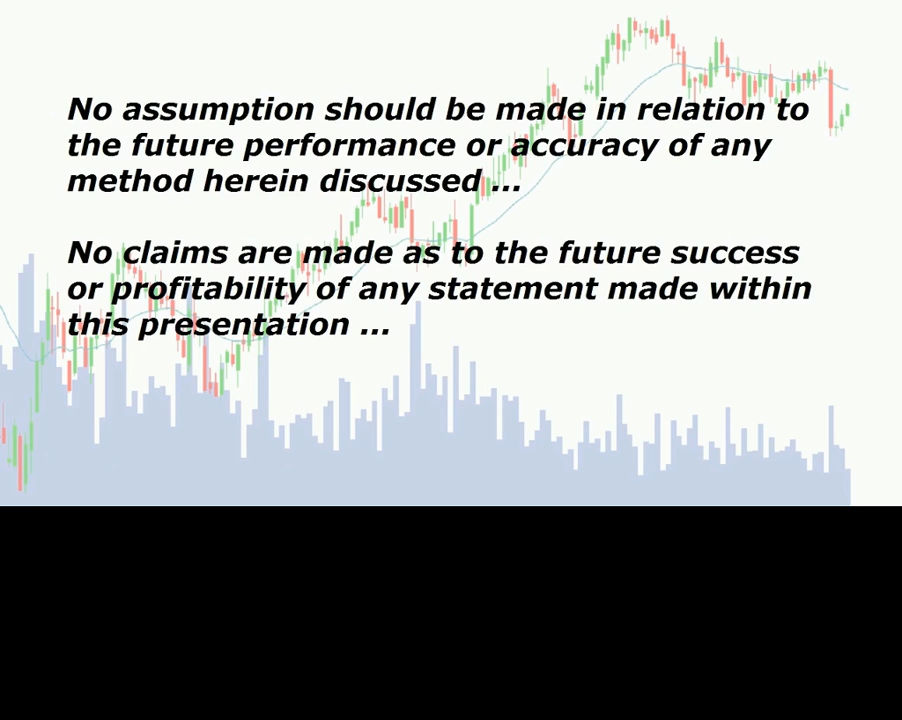 No assumption should be made in relation to
the future performance or accuracy of any
method herein discussed ...
No claims are made as to the future success
or profitability of any statement made within
this presentation ...